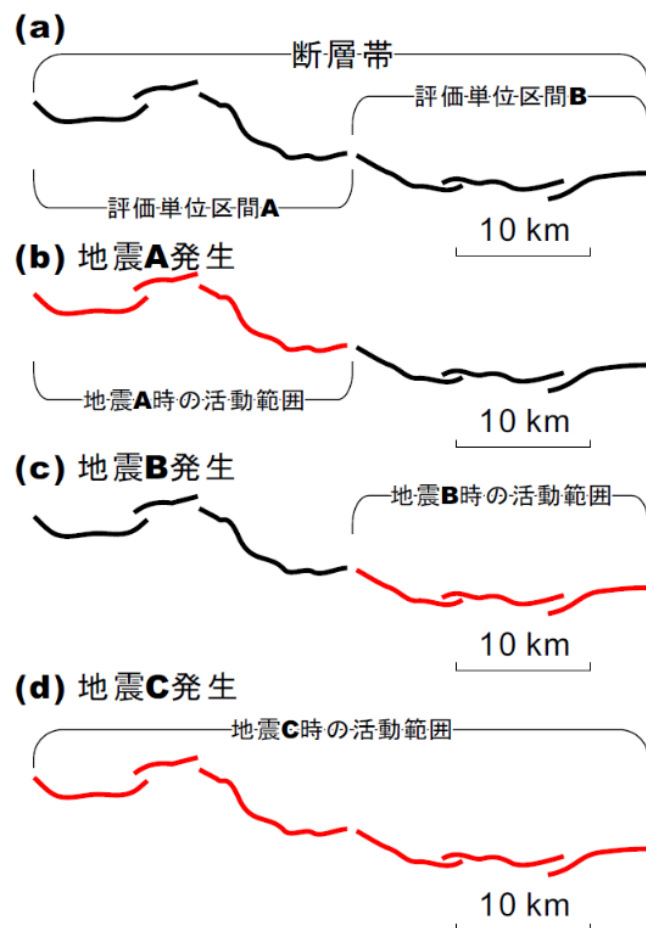 (a)
断層帯
評価単位区間B
評価単位区間A
10 km
(b) 地震A発生
地震A時の活動範囲
10 km
(c) 地震B発生
地震B時の活動範囲
10 km
(d) 地震C発生
地震C時の活動範囲
10 km